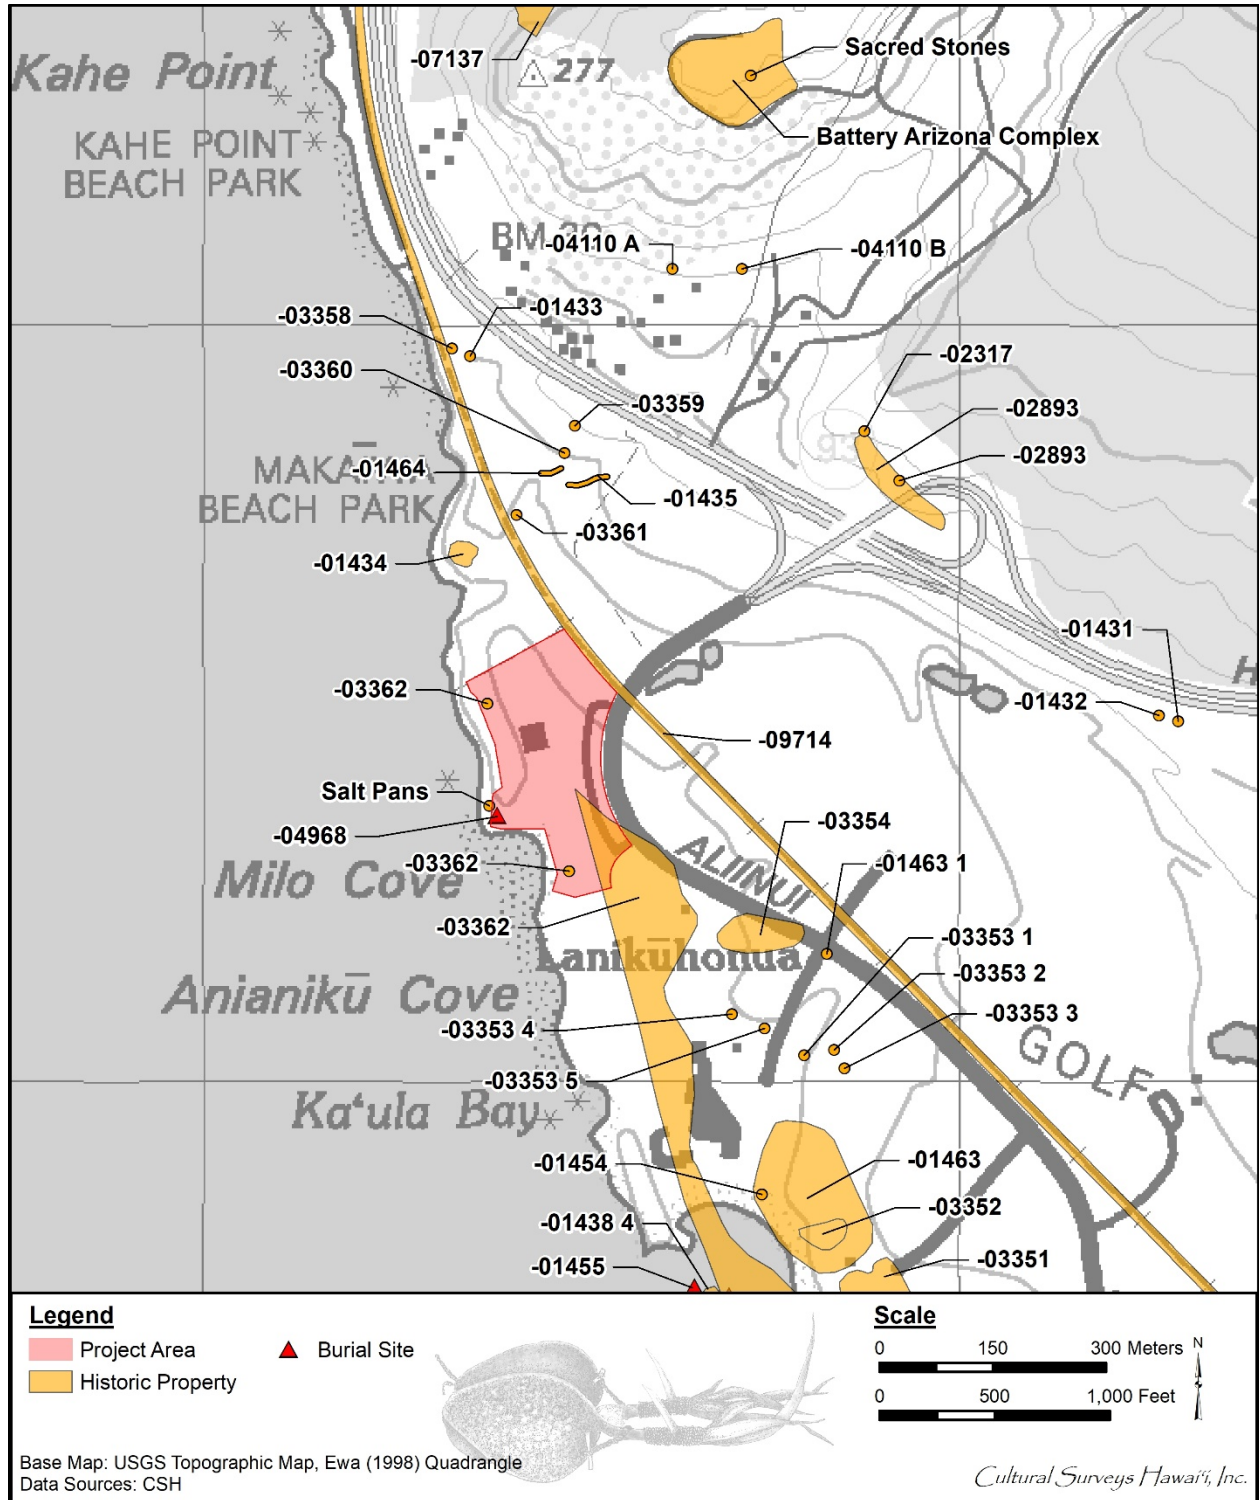 Sacred Stones
-07137
277
Kahe Point
Battery Arizona Complex
KAHE POINT
BEACH PARK
BM
-04110 A
-04110 B
-03358
-01433
-02317
-03360
-03359
-02893
93
-02893
MAKĀ
-01464
-01435
BEACH PARK
-03361
-01434
-01431
H
-03362
-01432
-09714
Salt Pans
-03354
-04968
ALIINUI
-01463 1
-03362
Milo Cove
-03362
-03353 1
Lanikūhonua
-03353 2
Anianikū Cove
-03353 3
-03353 4
GOLF
-03353 5
Kaʻula Bay
-01454
-01463
-03352
-01438 4
-03351
-01455
Legend
Project Area
Burial Site
Historic Property
Scale
0 150 300 Meters
N
0 500 1,000 Feet
Base Map: USGS Topographic Map, Ewa (1998) Quadrangle
Data Sources: CSH
Cultural Surveys Hawaiʻi, Inc.